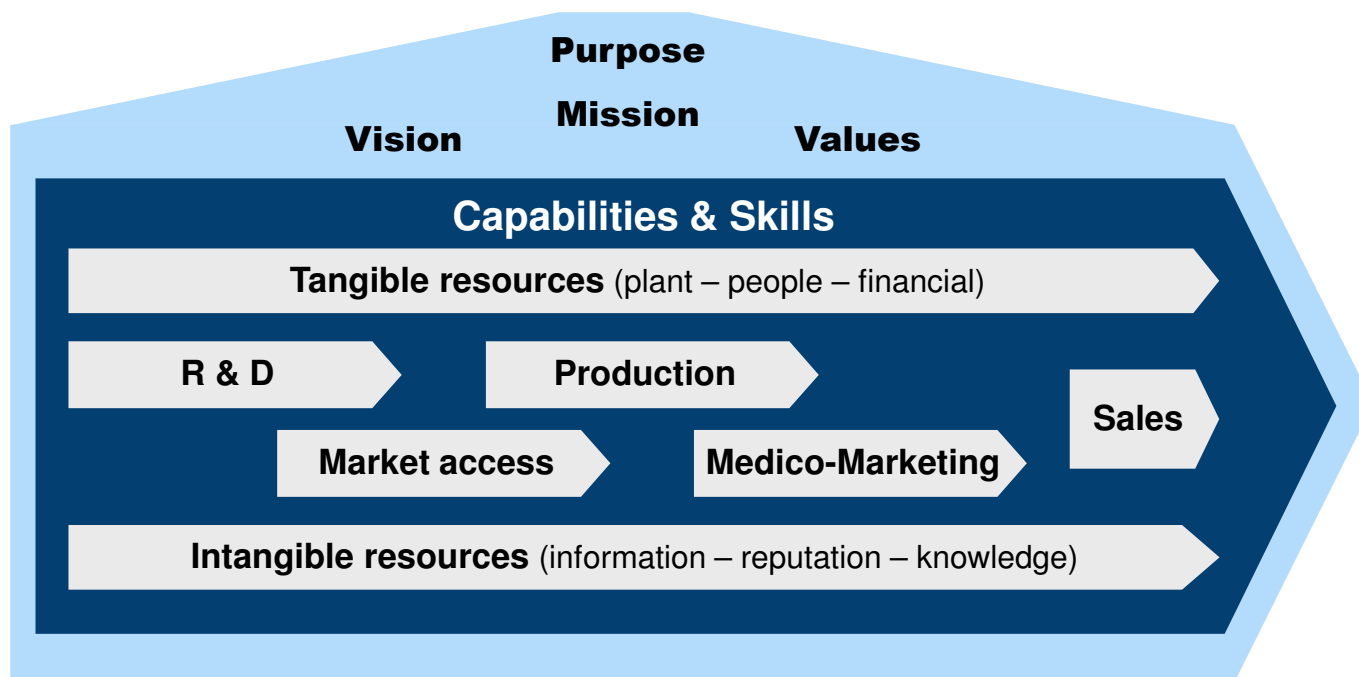 Purpose
Mission
Vision
Values
Capabilities & Skills
Tangible resources (plant – people – financial)
R & D
Production
Sales
Market access
Medico-Marketing
Intangible resources (information – reputation – knowledge)